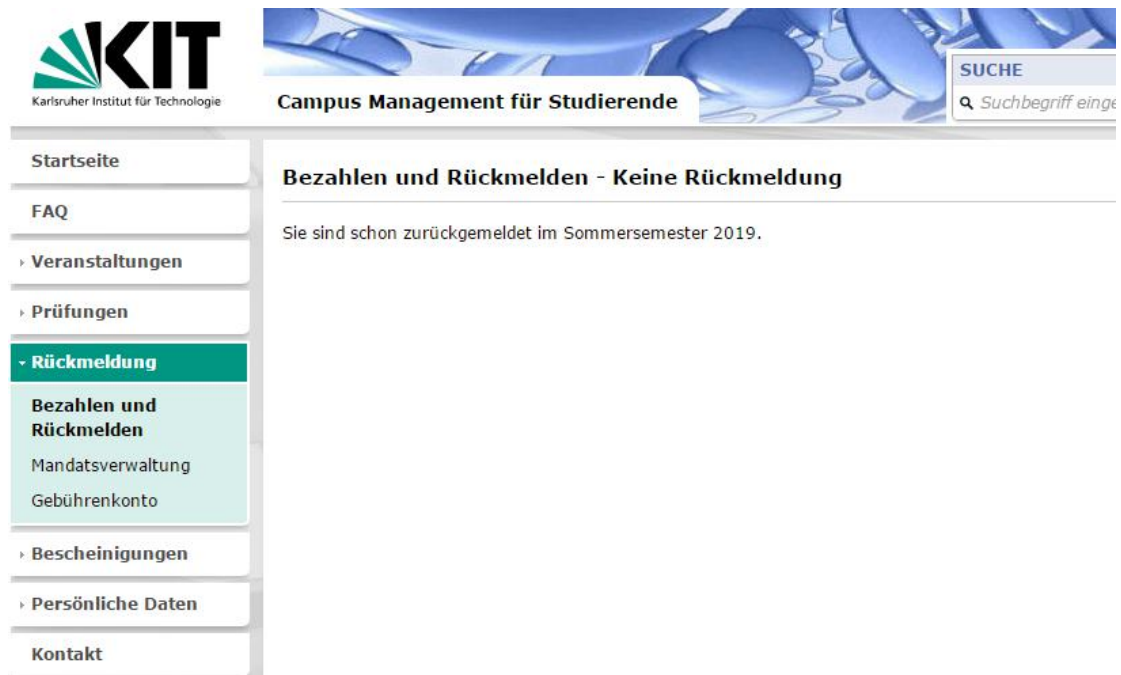 KIT
Karlsruher Institut für Technologie
Campus Management für Studierende
SUCHE
Suchbegriff einge
Startseite
FAQ
Veranstaltungen
Prüfungen
Rückmeldung
Bezahlen und
Rückmelden
Mandatsverwaltung
Gebührenkonto
Bescheinigungen
Persönliche Daten
Kontakt
Bezahlen und Rückmelden - Keine Rückmeldung
Sie sind schon zurückgemeldet im Sommersemester 2019.